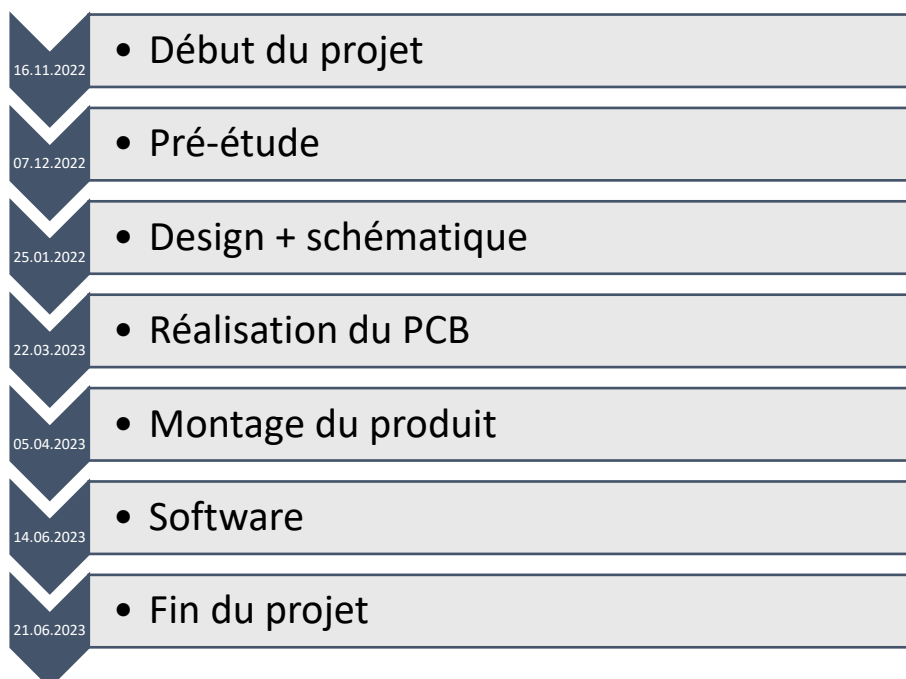 16.11.2022 • Début du projet
07.12.2022 • Pré-étude
25.01.2022 • Design + schématique
22.03.2023 • Réalisation du PCB
05.04.2023 • Montage du produit
14.06.2023 • Software
21.06.2023 • Fin du projet